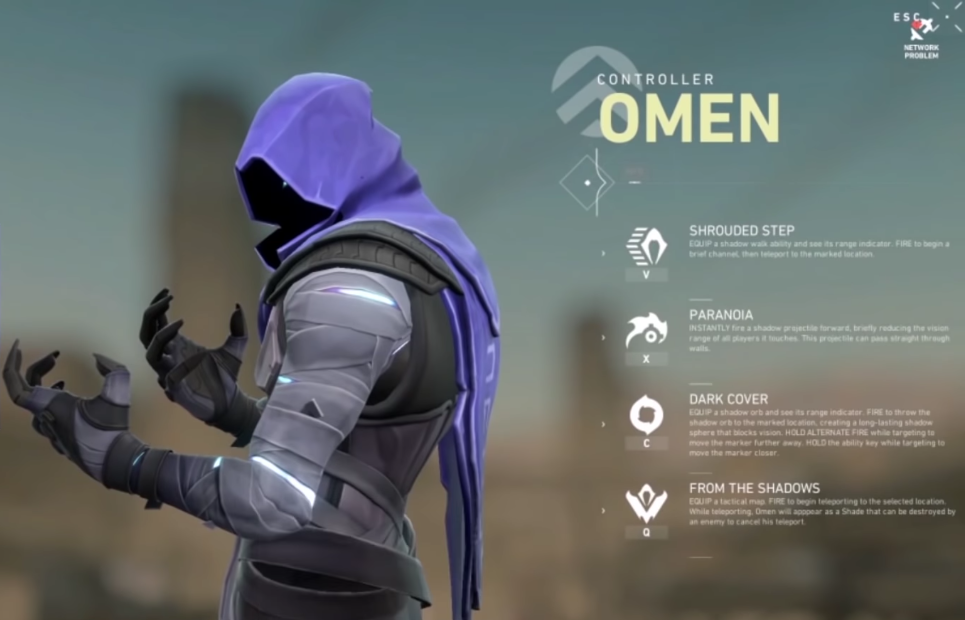 ESC
NETWORK
PROBLEM
CONTROLLER
OMEN
SHROUDED STEP
EQUIP a shadow walk ability and see its range indicator. FIRE to begin a
brief channel, then teleport to the marked location.
V
PARANOIA
INSTANTLY fire a shadow projectile forward, briefly reducing the vision
range of all players it touches. This projectile can pass straight through
walls.
X
DARK COVER
EQUIP a shadow orb and see its range indicator. FIRE to throw the
shadow orb to the marked location, creating a long-lasting shadow
sphere that blocks vision. HOLD ALTERNATE FIRE while targeting to
move the marker further away. HOLD the ability key while targeting to
move the marker closer.
C
FROM THE SHADOWS
EQUIP a tactical map. FIRE to begin teleporting to the selected location.
While teleporting, Omen will apppear as a Shade that can be destroyed by
an enemy to cancel his teleport.
Q